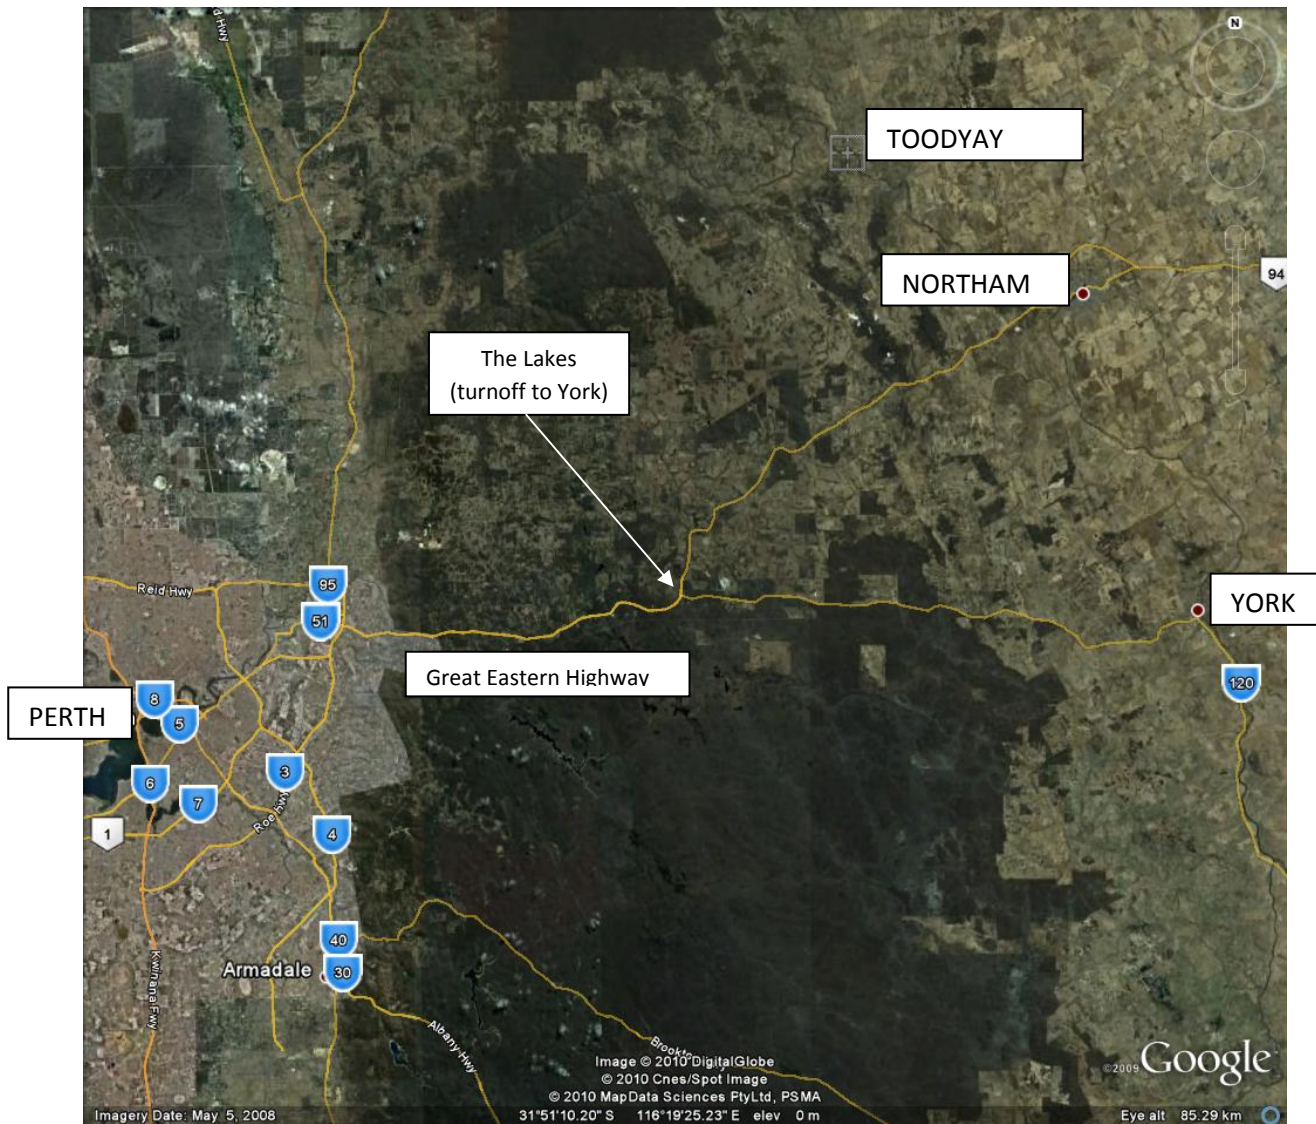 d Hwy
N
TOODYAY
NORTHAM
94
The Lakes
(turnoff to York)
Reid Hwy
95
51
YORK
Great Eastern Highway
120
PERTH
8
5
3
6
7
Roe Hwy
1
4
40
Armadale
30
Kwinana Fwy
Albany Hwy
Brookto
Image © 2010 DigitalGlobe
© 2010 Cnes/Spot Image
© 2010 MapData Sciences PtyLtd, PSMA
©2009 Google
Imagery Date: May 5, 2008
31°51'10.20" S 116°19'25.23" E elev 0 m
Eye alt 85.29 km